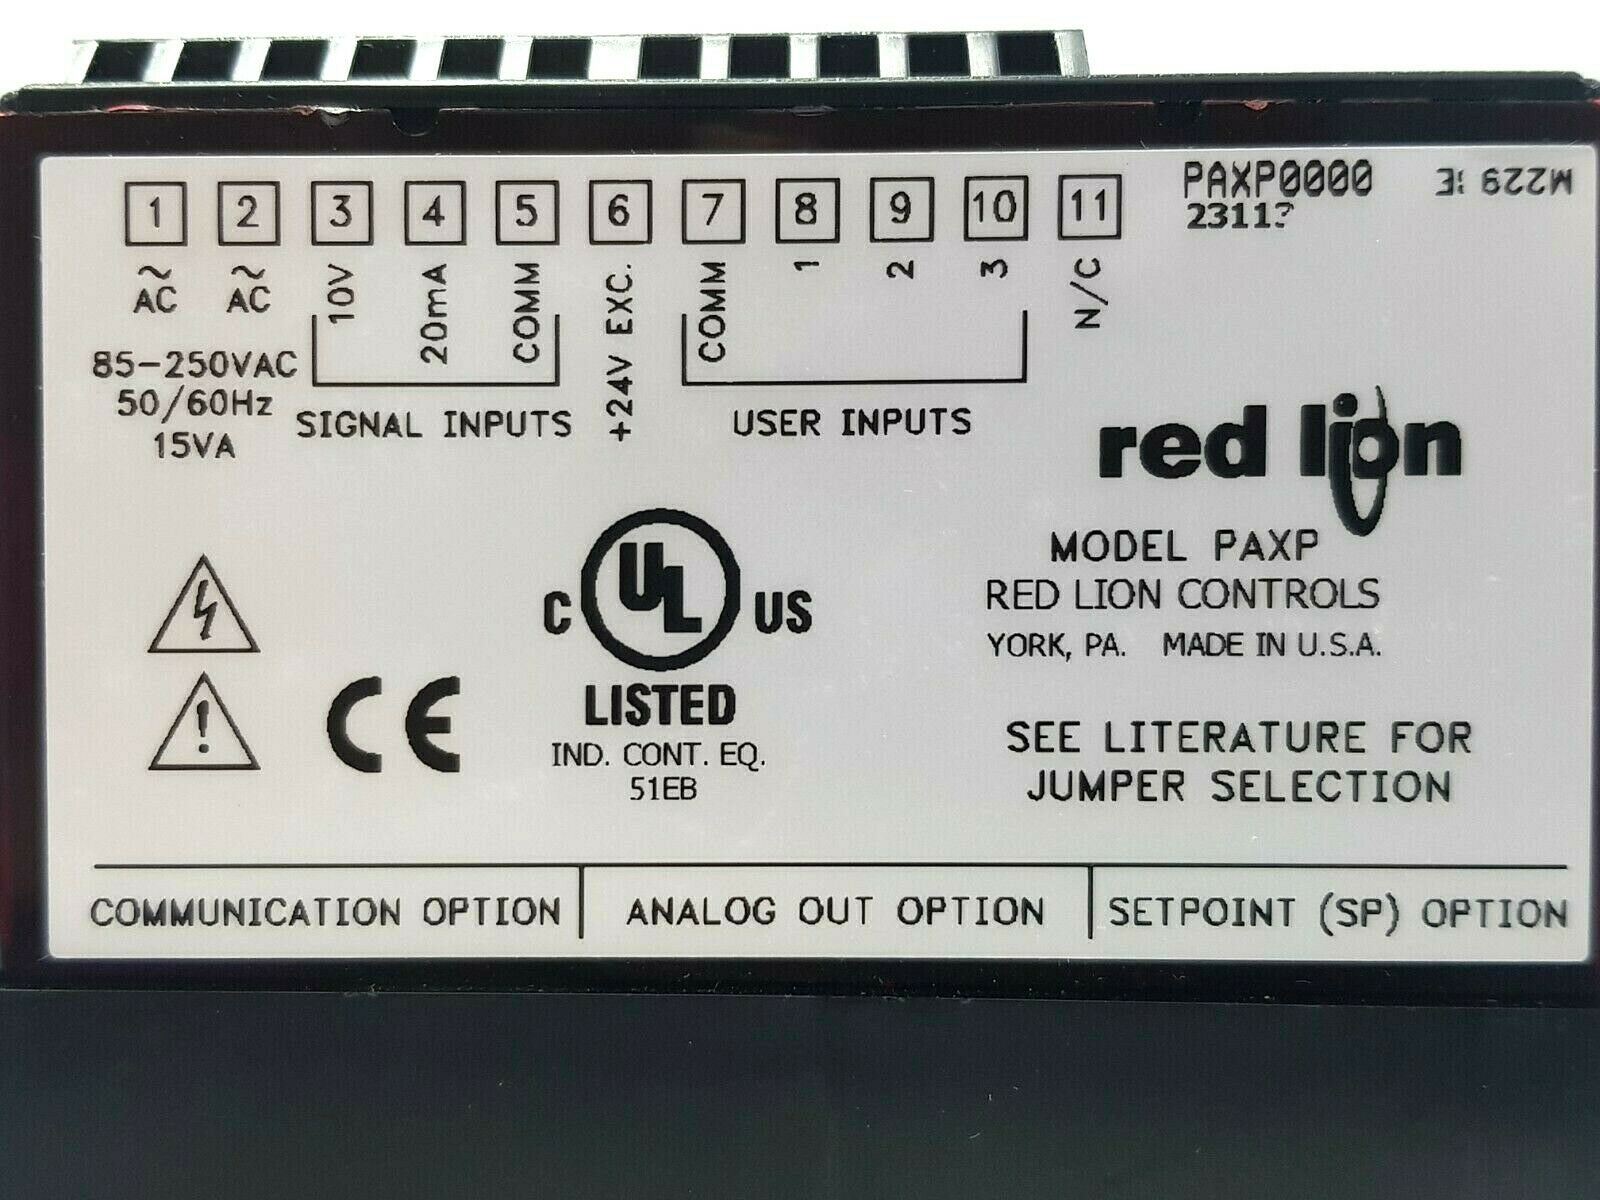 1 2 3 4 5 6 7 8 9 10 11
PAXP0000
~ AC
~ AC
10V
20mA
COMM
+24V EXC.
COMM
1
2
3
N/C
85-250VAC
50/60Hz
15VA
SIGNAL INPUTS
USER INPUTS
red lion
MODEL PAXP
RED LION CONTROLS
YORK, PA. MADE IN U.S.A.
C UL US
LISTED
IND. CONT. EQ.
51EB
CE
SEE LITERATURE FOR
JUMPER SELECTION
COMMUNICATION OPTION
ANALOG OUT OPTION
SETPOINT (SP) OPTION